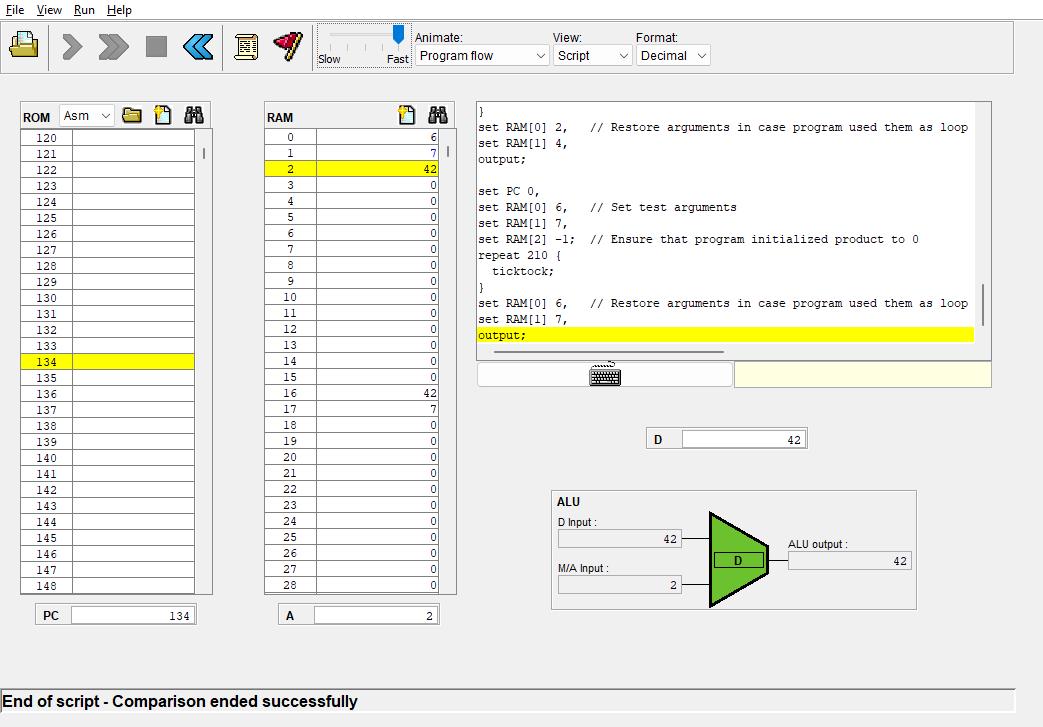 File View Run Help
Slow Fast
Animate:
Program flow
View:
Script
Format:
Decimal
ROM Asm
120
121
122
123
124
125
126
127
128
129
130
131
132
133
134
135
136
137
138
139
140
141
142
143
144
145
146
147
148
PC 134
RAM
0 6
1 7
2 42
3 0
4 0
5 0
6 0
7 0
8 0
9 0
10 0
11 0
12 0
13 0
14 0
15 0
16 42
17 7
18 0
19 0
20 0
21 0
22 0
23 0
24 0
25 0
26 0
27 0
28 0
A 2
}
set RAM[0] 2,   // Restore arguments in case program used them as loop
set RAM[1] 4,
output;
set PC 0,
set RAM[0] 6,   // Set test arguments
set RAM[1] 7,
set RAM[2] -1;  // Ensure that program initialized product to 0
repeat 210 {
  ticktock;
}
set RAM[0] 6,   // Restore arguments in case program used them as loop
set RAM[1] 7,
output;
D 42
ALU
D Input :
42
M/A Input :
2
D
ALU output :
42
End of script - Comparison ended successfully